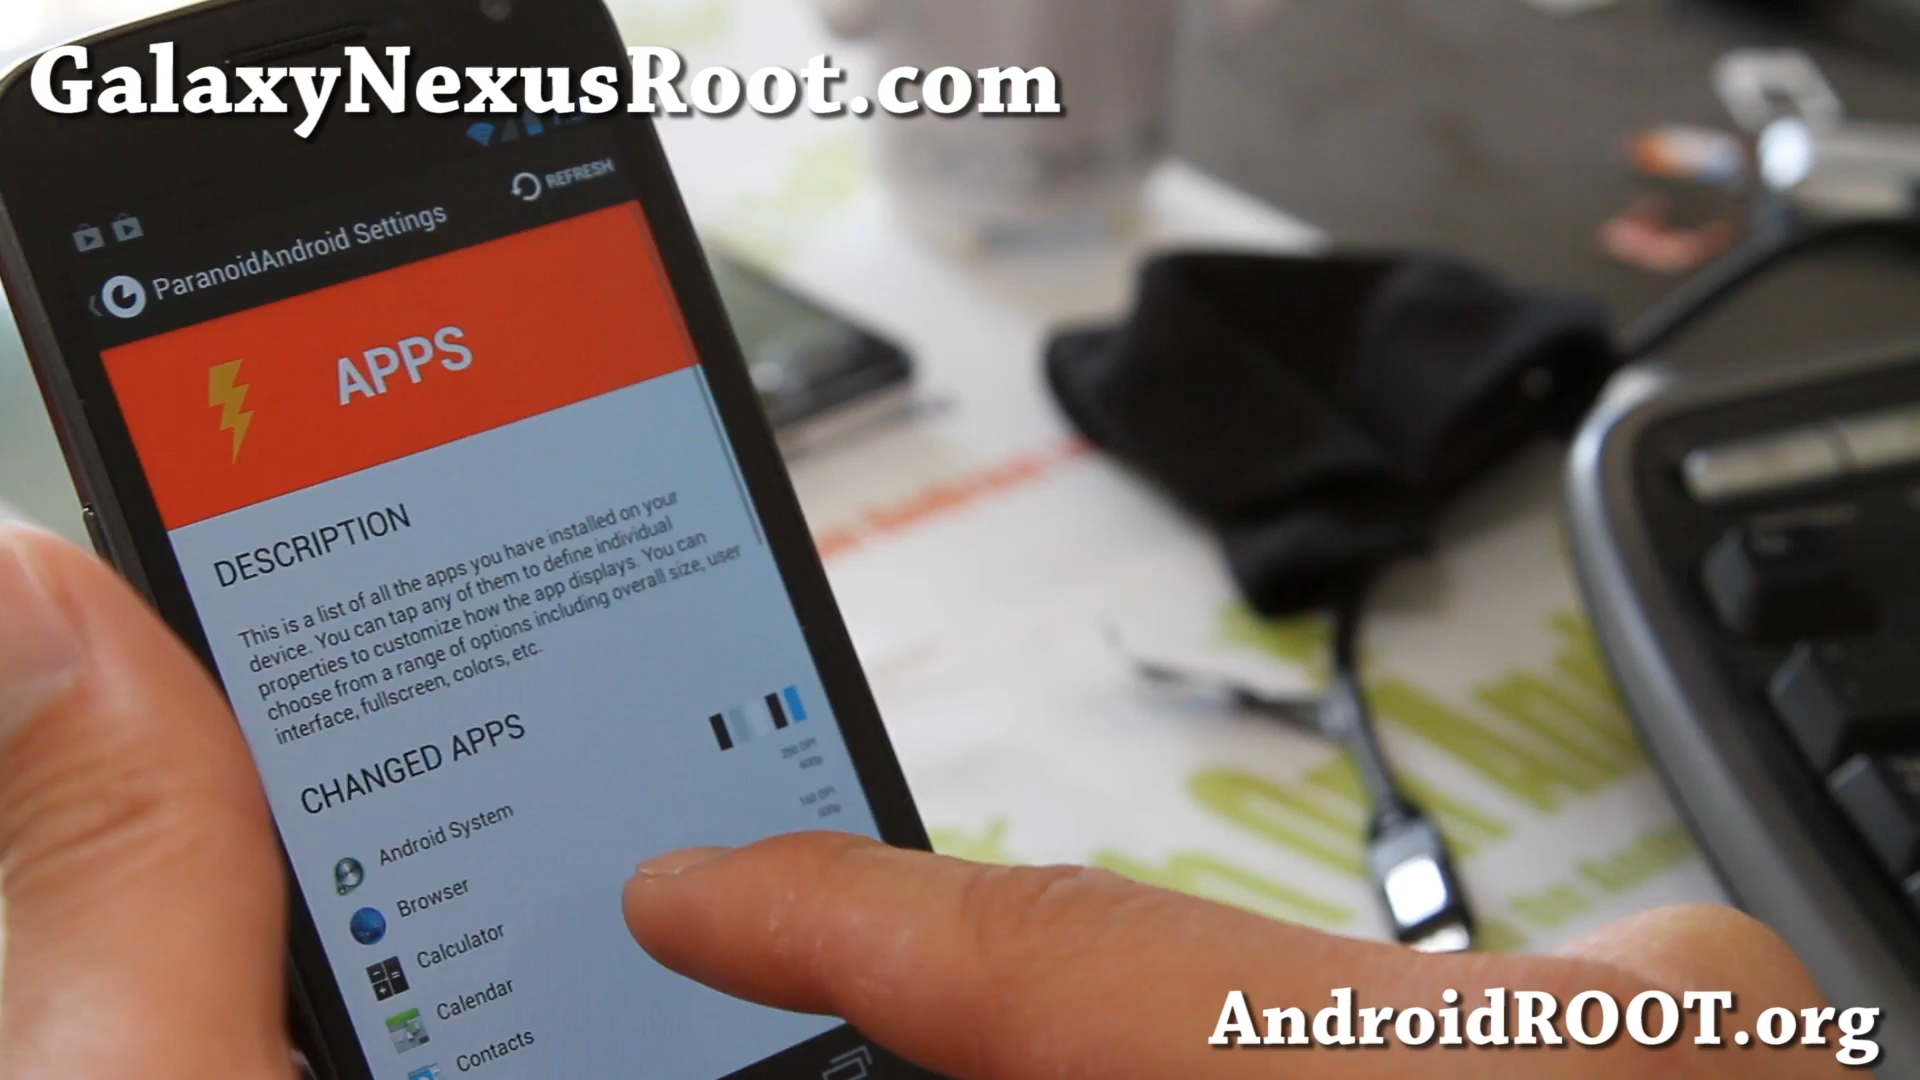 GalaxyNexusRoot.com
REFRESH
ParanoidAndroid Settings
APPS
DESCRIPTION
This is a list of all the apps you have installed on your
device. You can tap any of them to define individual
properties to customize how the app displays. You can
choose from a range of options including overall size, user
interface, fullscreen, colors, etc.
CHANGED APPS
Android System
Browser
160 DPI
Calculator
Calendar
Contacts
AndroidROOT.org